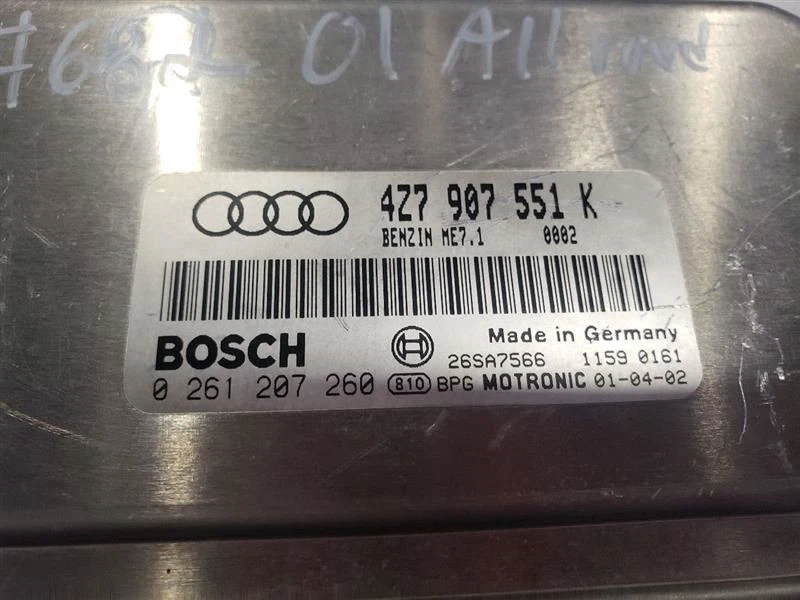 #682 01 Allroad
4Z7 907 551 K
BENZIN ME7.1 0002
BOSCH
Made in Germany
26SA7566 1159 0161
0 261 207 260 810 BPG MOTRONIC 01-04-02